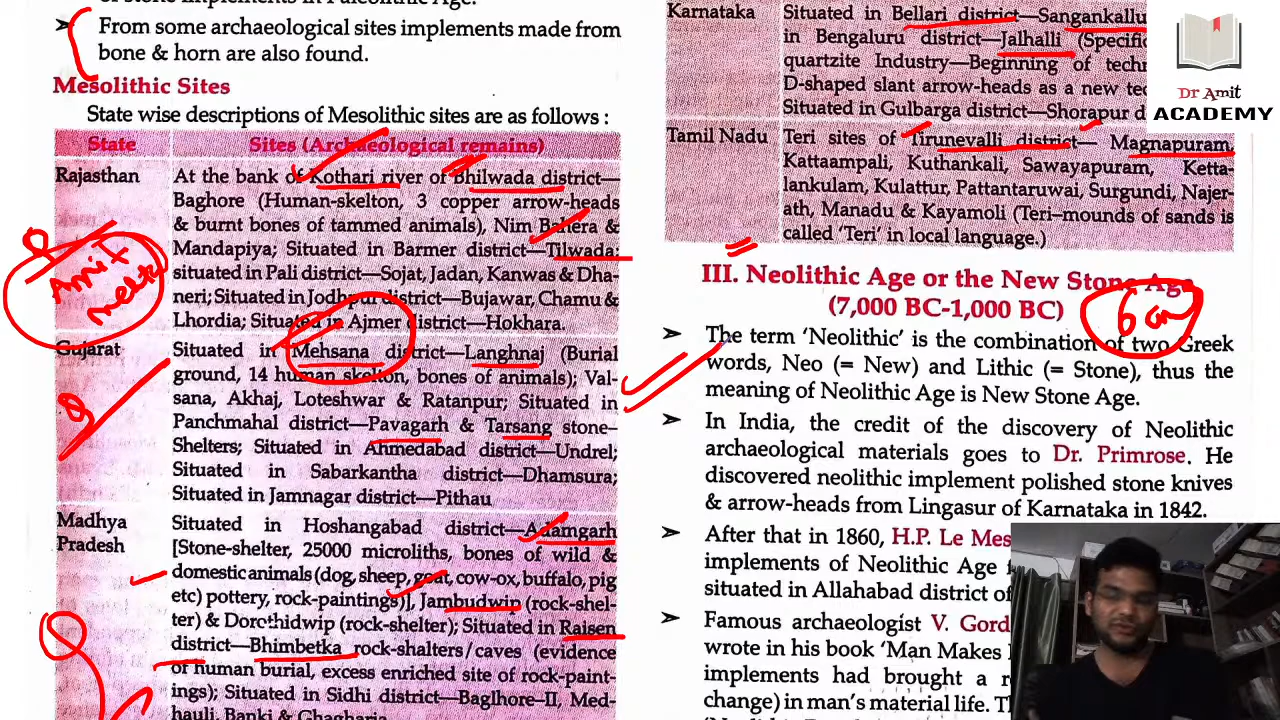 of stone implements in Paleolithic Age.
➤ From some archaeological sites implements made from
bone & horn are also found.
Mesolithic Sites
State wise descriptions of Mesolithic sites are as follows :
State Sites (Archaeological remains)
Rajasthan At the bank of Kothari river of Bhilwada district—
Baghore (Human-skelton, 3 copper arrow-heads
& burnt bones of tammed animals), Nim Bahera &
Mandapiya; Situated in Barmer district—Tilwada;
situated in Pali district—Sojat, Jadan, Kanwas & Dha-
neri; Situated in Jodhpur district—Bujawar, Chamu &
Lhordia; Situated in Ajmer district—Hokhara.
Gujarat Situated in Mehsana district—Langhnaj (Burial
ground, 14 human skelton, bones of animals); Val-
sana, Akhaj, Loteshwar & Ratanpur; Situated in
Panchmahal district—Pavagarh & Tarsang stone-
Shelters; Situated in Ahmedabad district—Undrel;
Situated in Sabarkantha district—Dhamsura;
Situated in Jamnagar district—Pithau
Madhya Pradesh Situated in Hoshangabad district—Adamgarh
[Stone-shelter, 25000 microliths, bones of wild &
domestic animals (dog, sheep, goat, cow-ox, buffalo, pig
etc) pottery, rock-paintings)], Jambudwip (rock-shel-
ter) & Dorothidwip (rock-shelter); Situated in Raisen
district—Bhimbetka rock-shalters/caves (evidence
of human burial, excess enriched site of rock-paint-
ings); Situated in Sidhi district—Baglhore-II, Med-
hauli, Banki & Ghagharia
Amit
Karnataka Situated in Bellari district—Sangankallu
in Bengaluru district—Jalhalli (Specific
quartzite Industry—Beginning of techn
D-shaped slant arrow-heads as a new tec
Situated in Gulbarga district—Shorapur d
Tamil Nadu Teri sites of Tirunevalli district— Magnapuram,
Kattaampali, Kuthankali, Sawayapuram, Ketta-
lankulam, Kulattur, Pattantaruwai, Surgundi, Najer-
ath, Manadu & Kayamoli (Teri–mounds of sands is
called 'Teri' in local language.)
III. Neolithic Age or the New Stone Age
(7,000 BC-1,000 BC)
➤ The term 'Neolithic' is the combination of two Greek
words, Neo (= New) and Lithic (= Stone), thus the
meaning of Neolithic Age is New Stone Age.
➤ In India, the credit of the discovery of Neolithic
archaeological materials goes to Dr. Primrose. He
discovered neolithic implement polished stone knives
& arrow-heads from Lingasur of Karnataka in 1842.
➤ After that in 1860, H.P. Le Mes
implements of Neolithic Age
situated in Allahabad district of
➤ Famous archaeologist V. Gord
wrote in his book 'Man Makes
implements had brought a r
change) in man's material life. T
Dr Amit
ACADEMY